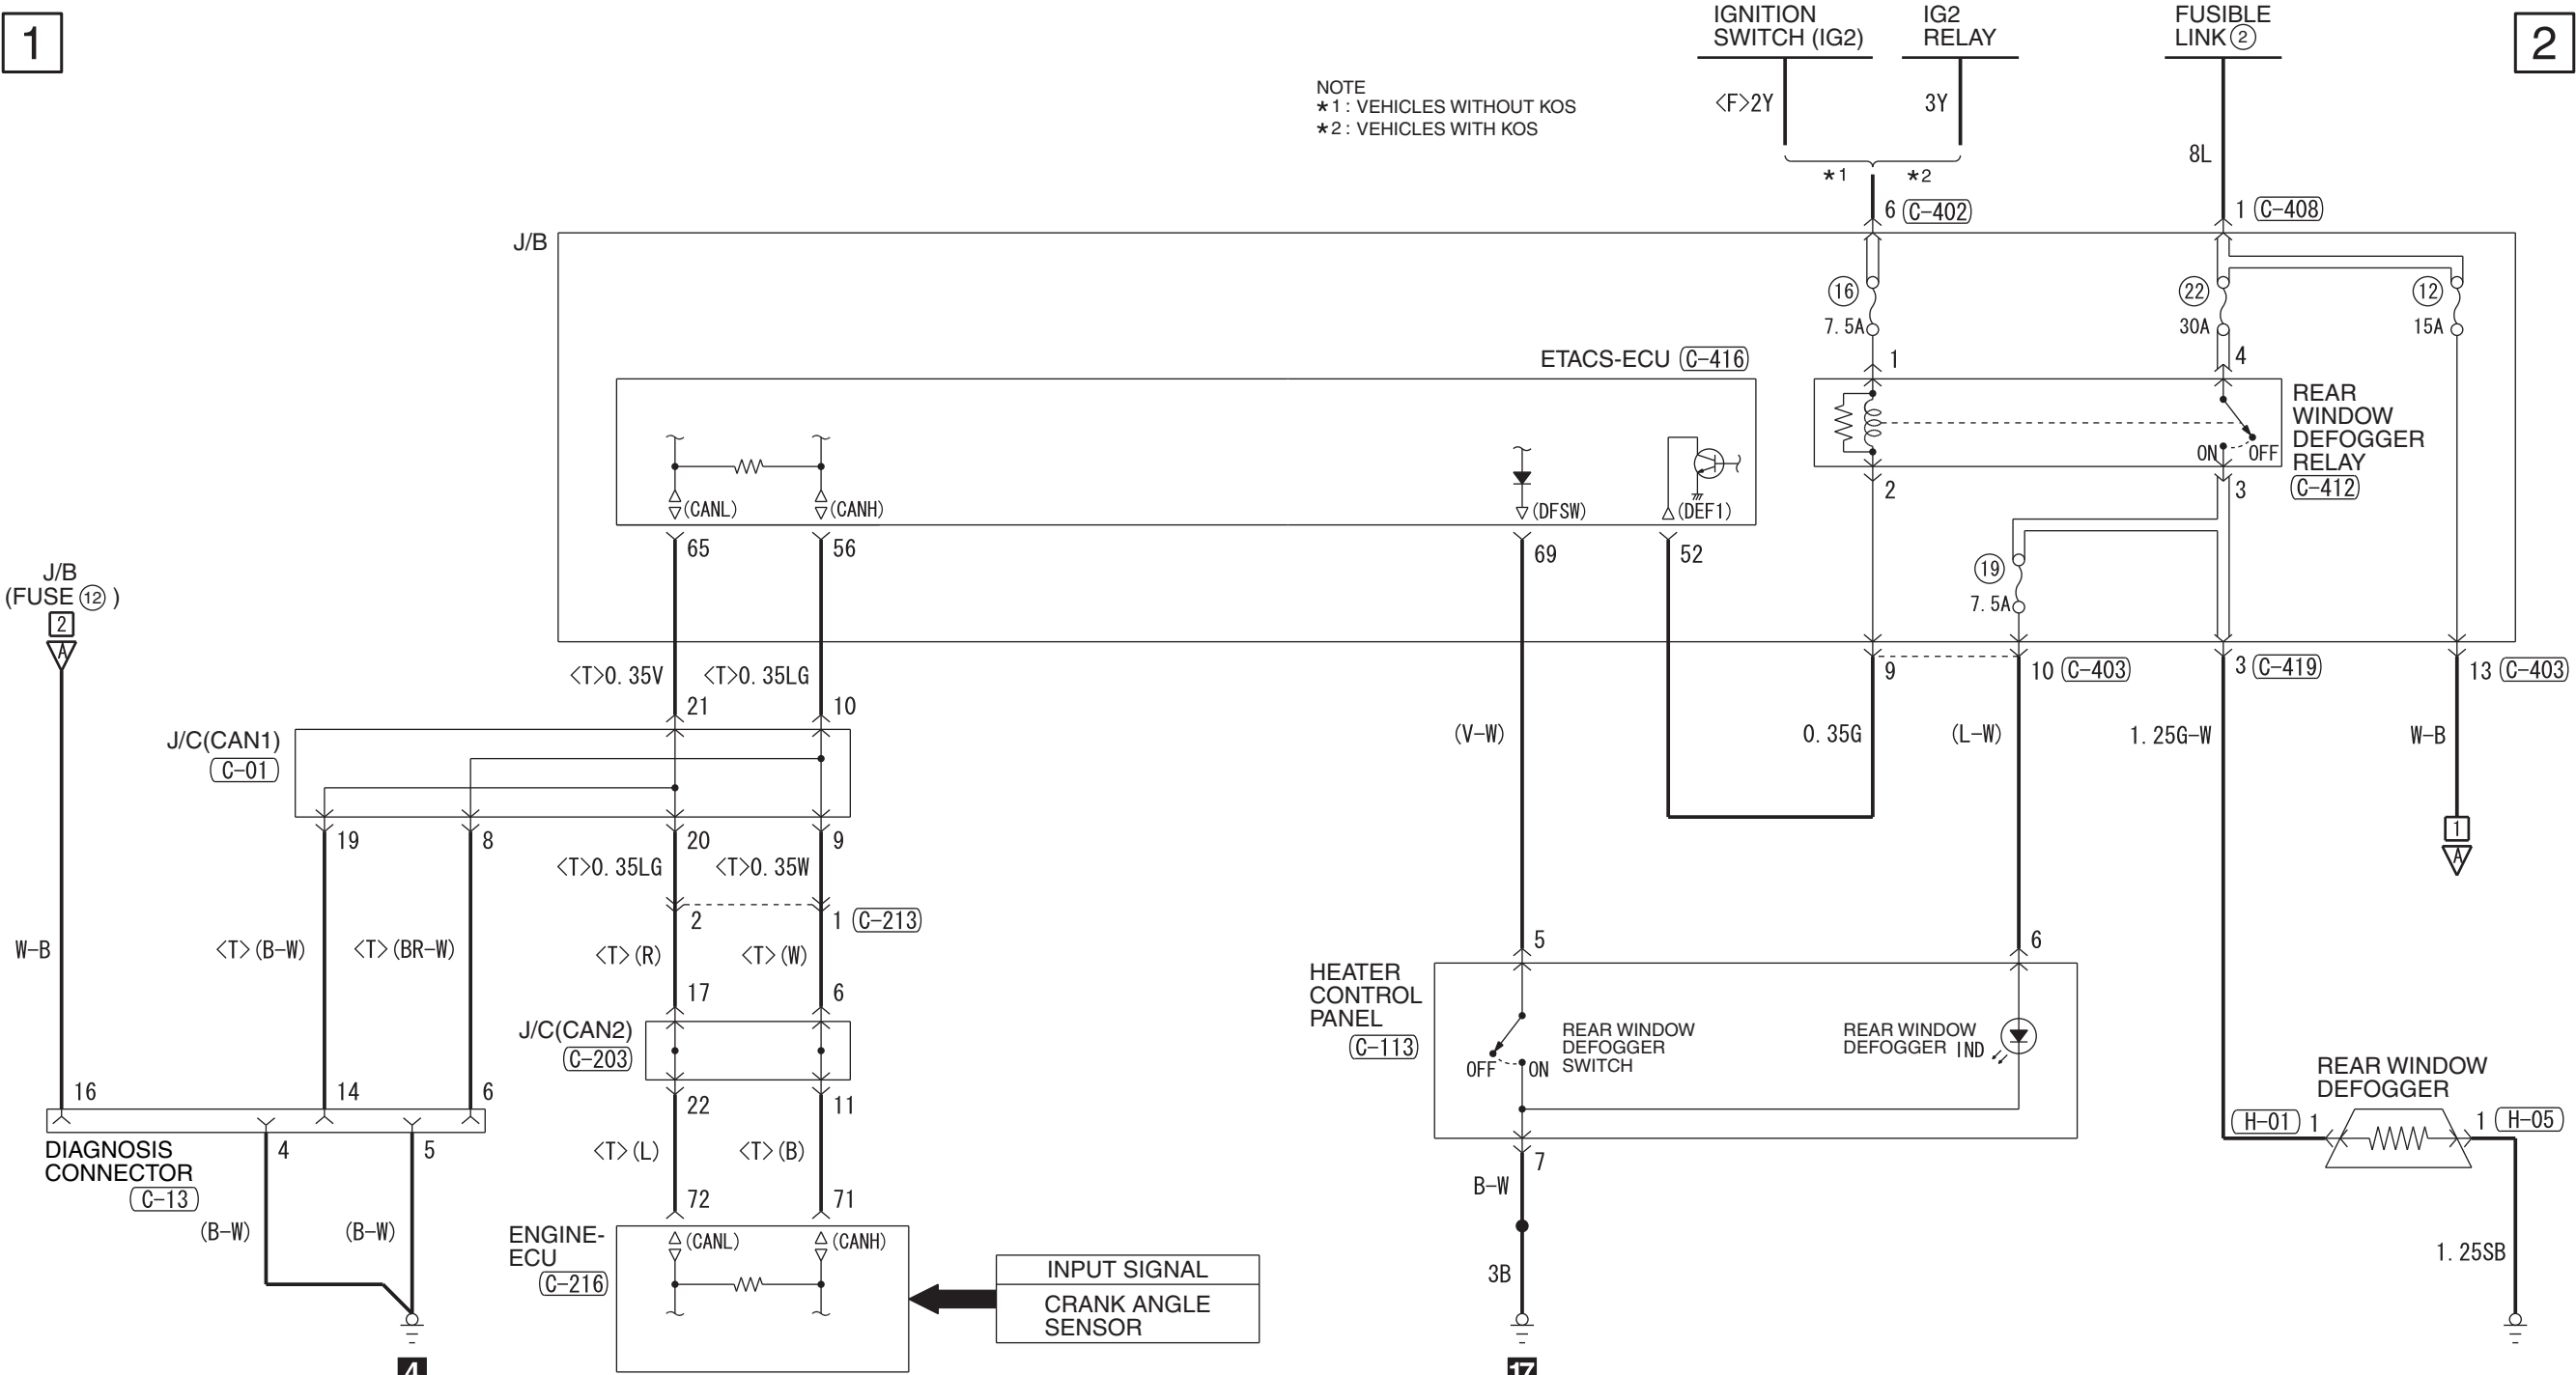 1
IGNITION
SWITCH (IG2)
IG2
RELAY
FUSIBLE
LINK②
2
NOTE
*1 : VEHICLES WITHOUT KOS
*2 : VEHICLES WITH KOS
<F>2Y
3Y
8L
*1
*2
6 C-402
1 C-408
J/B
16
7.5A
22
30A
12
15A
ETACS-ECU C-416
1
4
REAR
WINDOW
DEFOGGER
RELAY
C-412
ON
OFF
2
3
(CANL)
(CANH)
(DFSW)
(DEF1)
65
56
69
52
19
7.5A
J/B
(FUSE ⑫ )
2
A
<T>0.35V
<T>0.35LG
9
10 C-403
3 C-419
13 C-403
21
10
J/C(CAN1)
C-01
(V-W)
0.35G
(L-W)
1.25G-W
W-B
19
8
20
9
1
A
<T>0.35LG
<T>0.35W
2
1 C-213
W-B
<T>(B-W)
<T>(BR-W)
<T>(R)
<T>(W)
5
6
17
6
HEATER
CONTROL
PANEL
C-113
J/C(CAN2)
C-203
OFF
ON
REAR WINDOW
DEFOGGER
SWITCH
REAR WINDOW
DEFOGGER IND
REAR WINDOW
DEFOGGER
16
14
6
22
11
H-01 1
1 H-05
DIAGNOSIS
CONNECTOR
C-13
4
5
<T>(L)
<T>(B)
7
B-W
72
71
(B-W)
(B-W)
ENGINE-
ECU
C-216
(CANL)
(CANH)
INPUT SIGNAL
CRANK ANGLE
SENSOR
3B
1.25SB
4
17